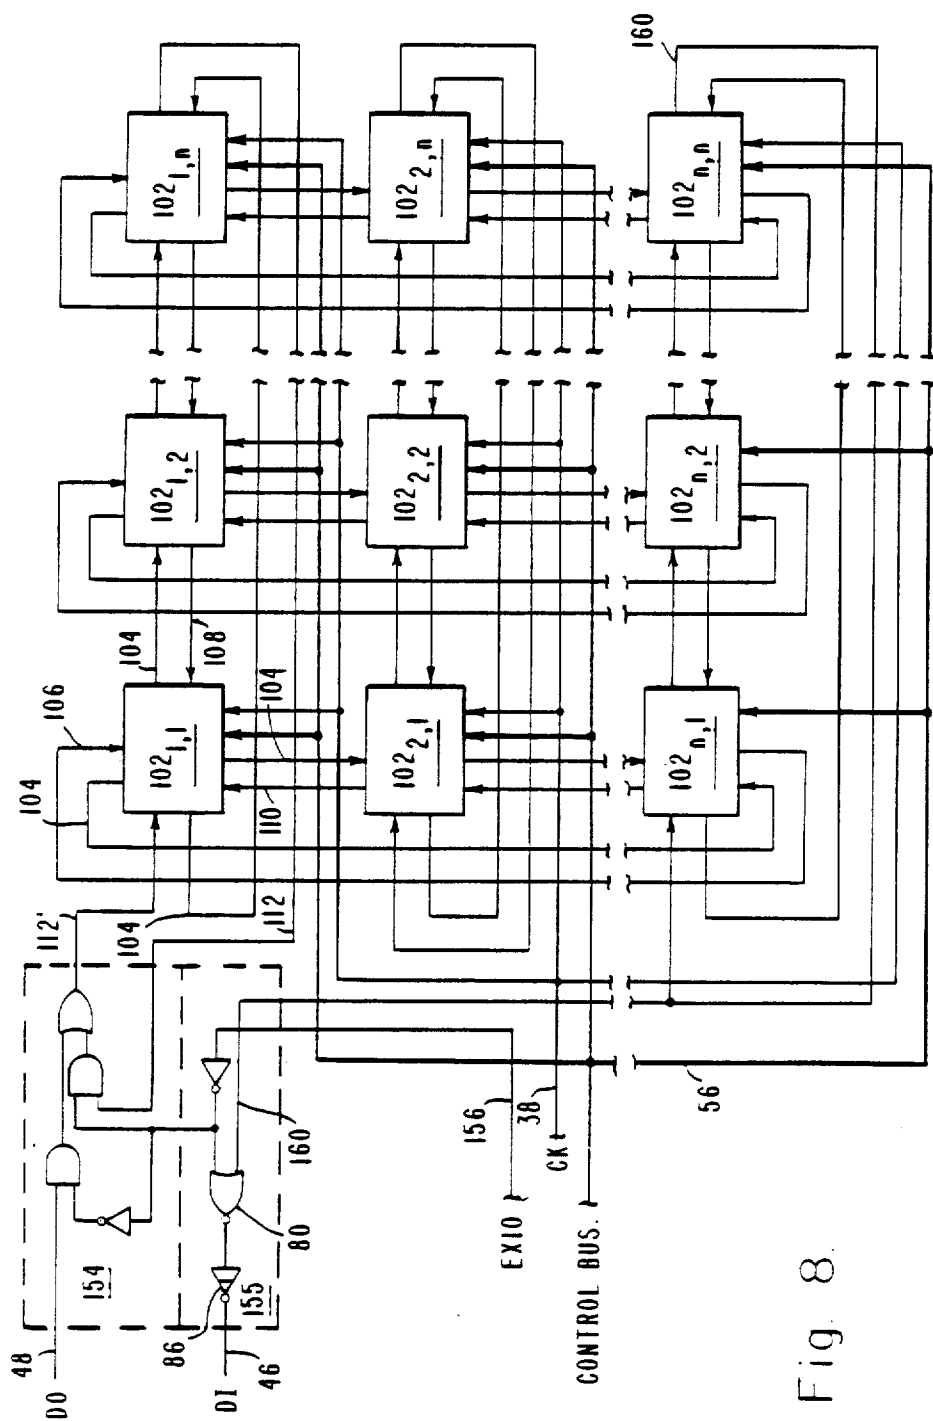 DO
48
154
DI
46
86
155
80
160
112'
104
112
104
106
104
108
110
104
102 1,1
102 1,2
102 1,n
102 2,1
102 2,2
102 2,n
102 n,1
102 n,2
102 n,n
160
EXIO
156
CK
38
CONTROL BUS.
56
Fig. 8.